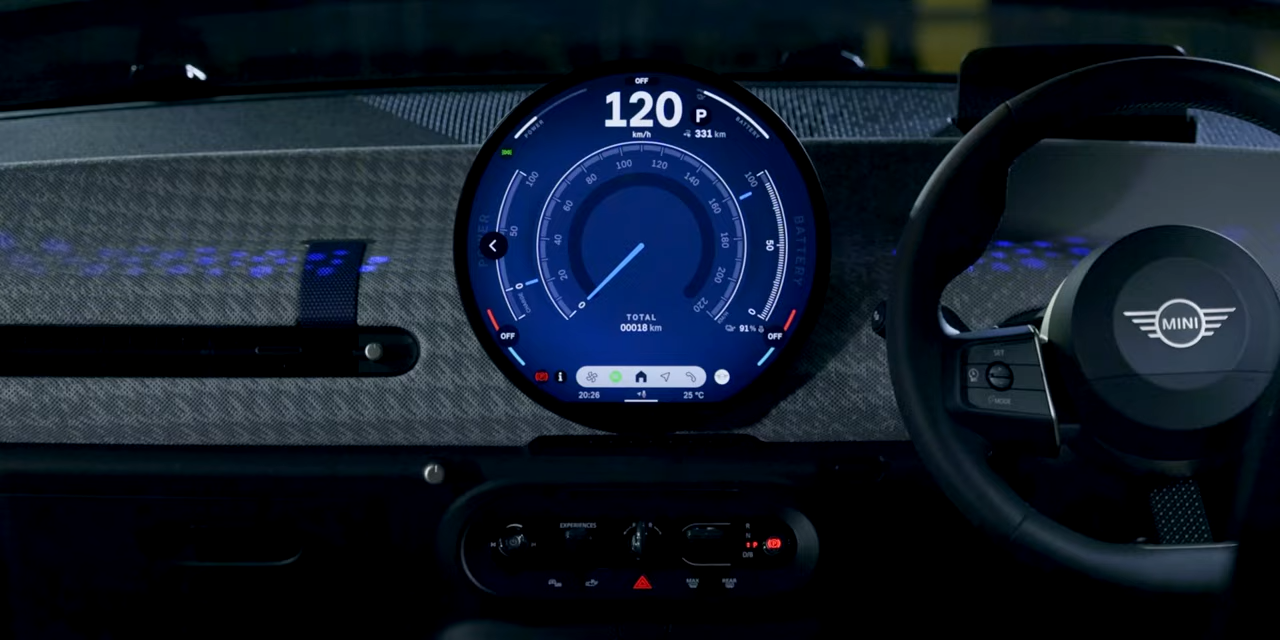 OFF
120 P
km/h 331 km
POWER
BATTERY
100
50
0
CHARGE
0 20 40 60 80 100 120 140 160 180 200 220
100
50
0
BATTERY
TOTAL
00018 km
91%
OFF
OFF
20:26
25 °C
MINI
SET
MODE
EXPERIENCES
R
N
P
D/B
MAX
REAR